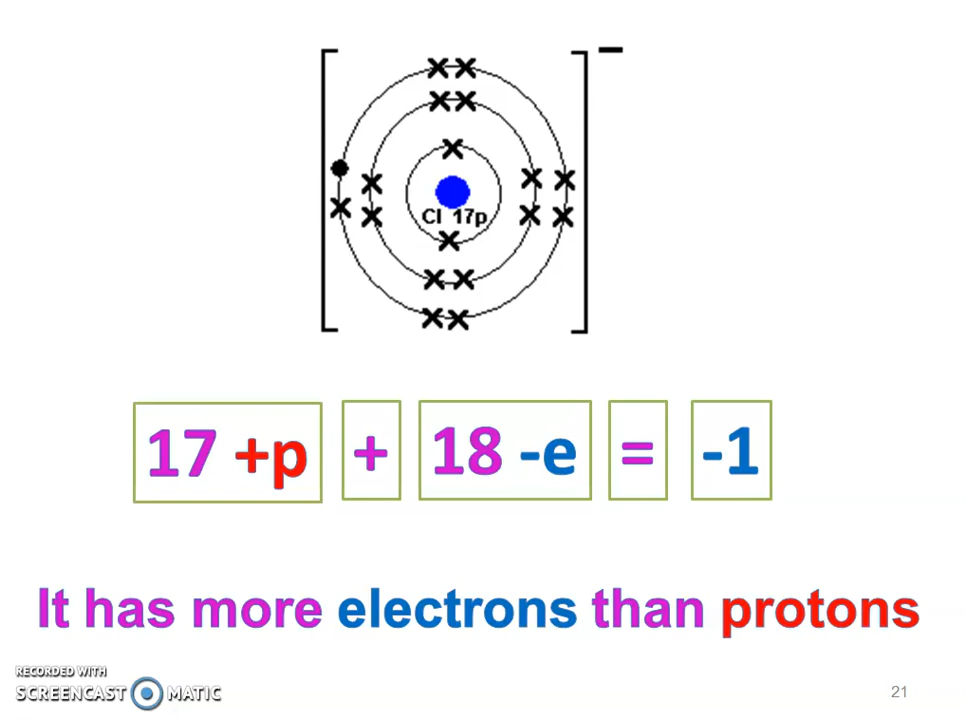 –
Cl 17p
17 +p + 18 -e = -1
It has more electrons than protons
RECORDED WITH
SCREENCAST MATIC
21